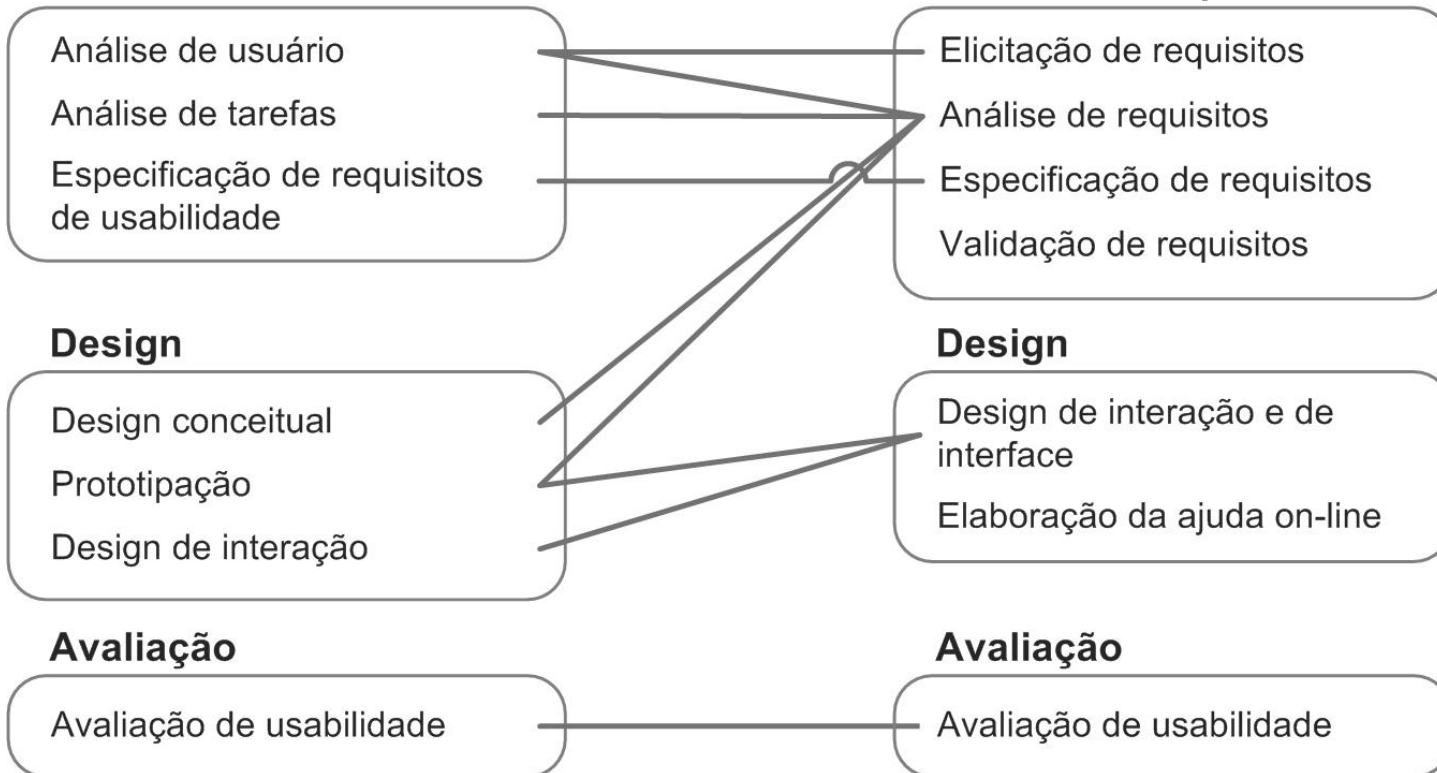 Análise de usuário
Análise de tarefas
Especificação de requisitos
de usabilidade
Elicitação de requisitos
Análise de requisitos
Especificação de requisitos
Validação de requisitos
Design
Design conceitual
Prototipação
Design de interação
Design
Design de interação e de
interface
Elaboração da ajuda on-line
Avaliação
Avaliação de usabilidade
Avaliação
Avaliação de usabilidade